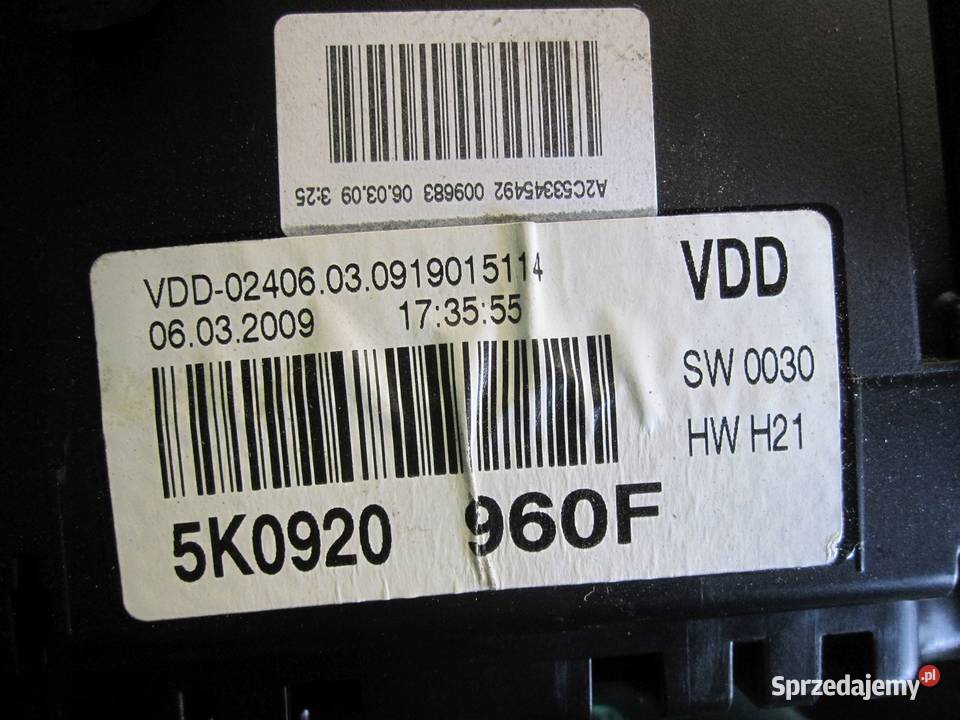 A2C53345492 009683 06.03.09 3:25
VDD-02406.03.0919015114
06.03.2009 17:35:55
VDD
SW 0030
HW H21
5K0920 960F
Sprzedajemy.pl